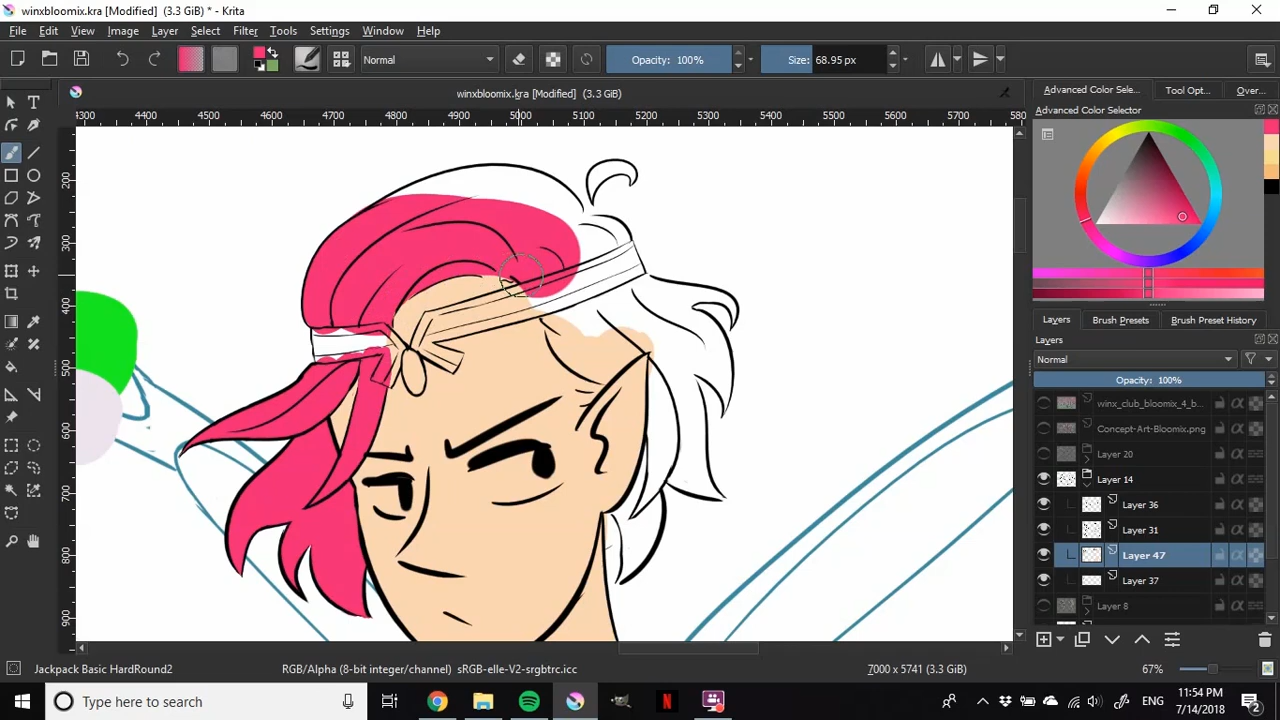 winxbloomix.kra [Modified] (3.3 GiB) * - Krita
File Edit View Image Layer Select Filter Tools Settings Window Help
Normal Opacity: 100% Size: 68.95 px
winxbloomix.kra [Modified] (3.3 GiB)
Advanced Color Sele... Tool Opt... Over...
Advanced Color Selector
4300 4400 4500 4600 4700 4800 4900 5000 5100 5200 5300 5400 5500 5600 5700 580
200
300
400
500
600
700
800
900
Layers Brush Presets Brush Preset History
Layers
Normal
Opacity: 100%
winx_club_bloomix_4_b...
Concept-Art-Bloomix.png
Layer 20
Layer 14
Layer 36
Layer 31
Layer 47
Layer 37
Layer 8
Jackpack Basic HardRound2 RGB/Alpha (8-bit integer/channel) sRGB-elle-V2-srgbtrc.icc 7000 x 5741 (3.3 GiB) 67%
Type here to search ENG 11:54 PM
7/14/2018 2